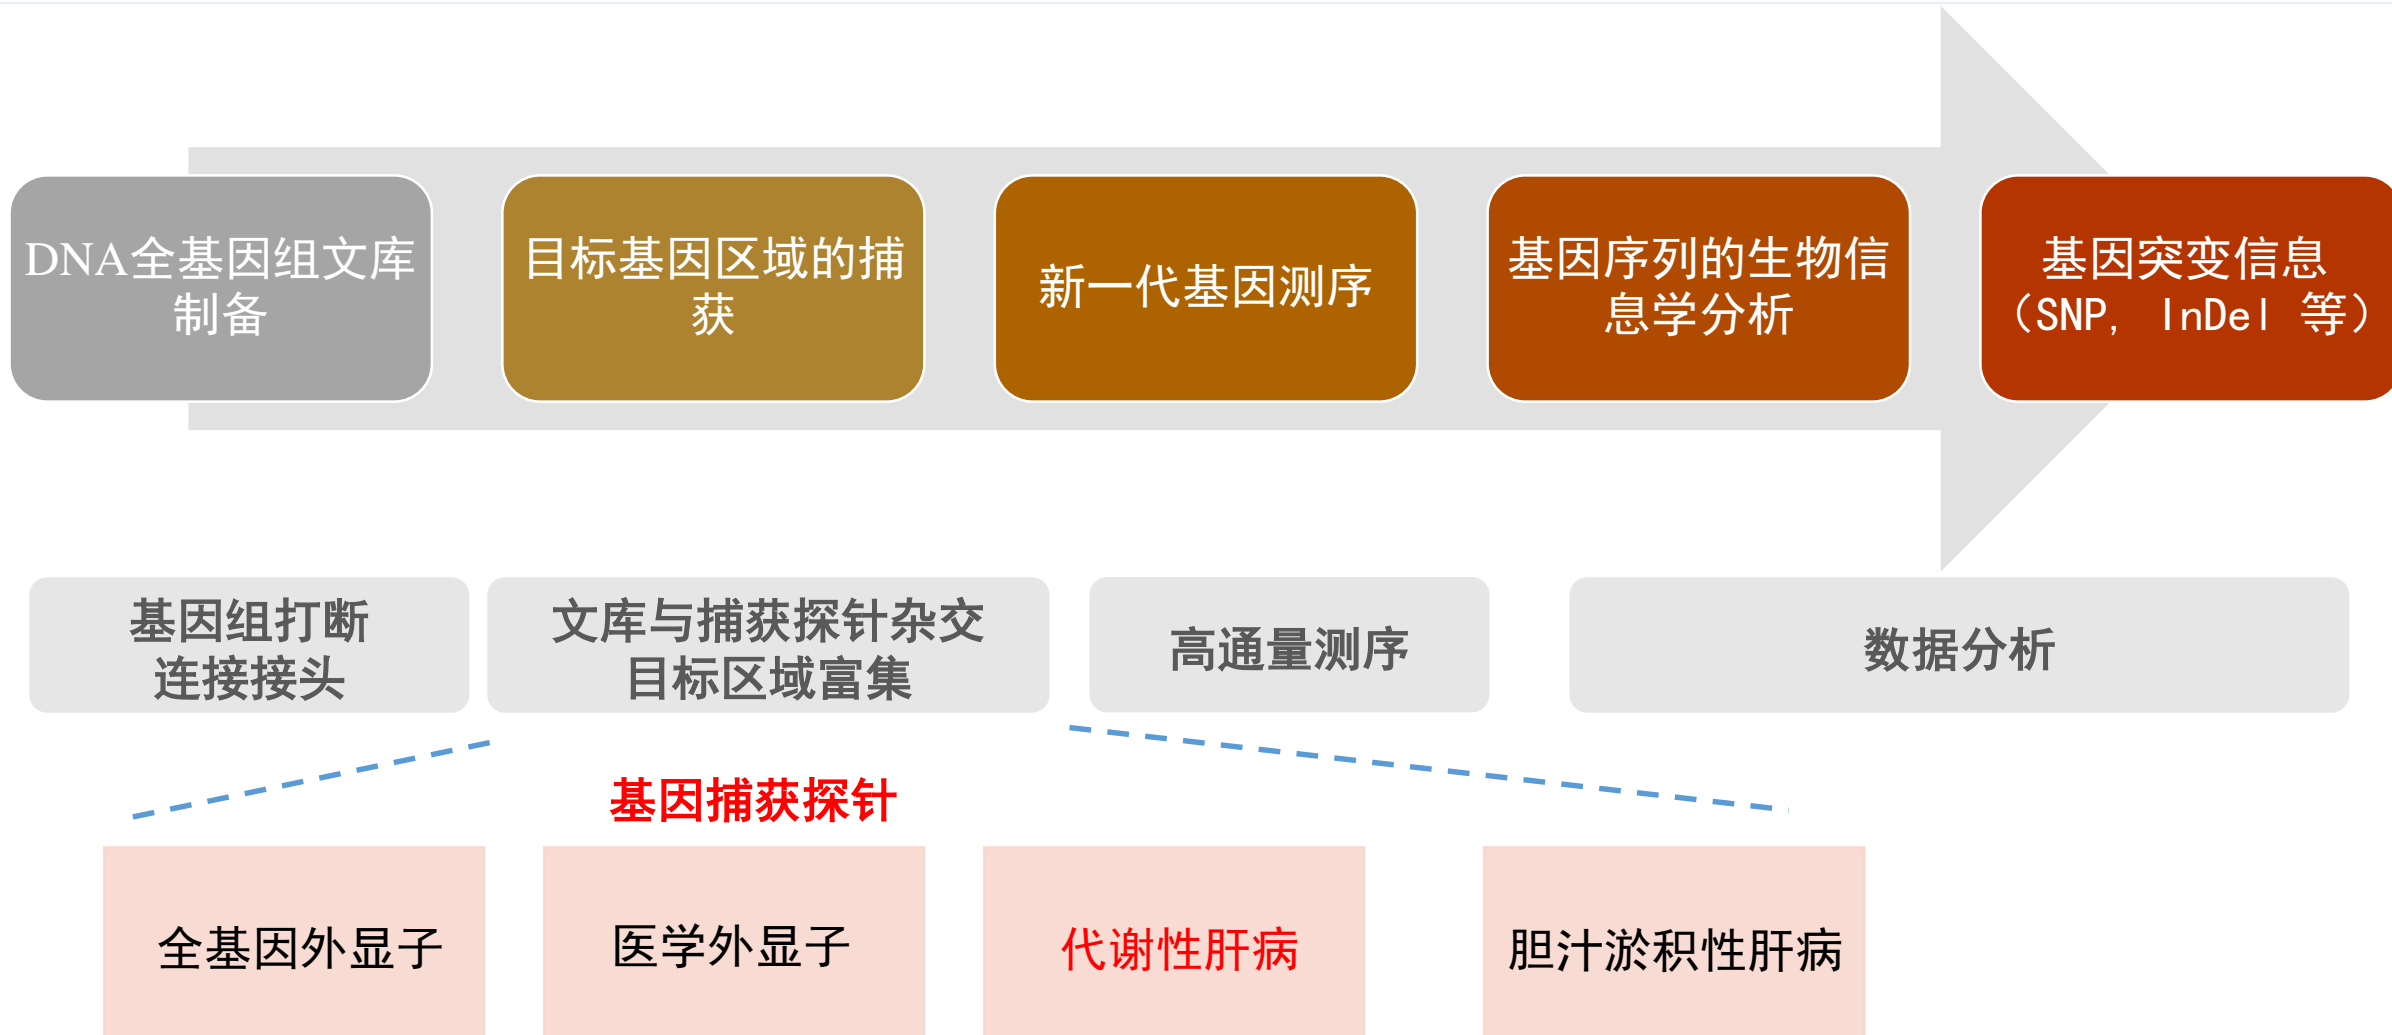 DNA全基因组文库
制备
目标基因区域的捕
获
新一代基因测序
基因序列的生物信
息学分析
基因突变信息
（SNP, InDel 等）
基因组打断
连接接头
文库与捕获探针杂交
目标区域富集
高通量测序
数据分析
基因捕获探针
全基因外显子
医学外显子
代谢性肝病
胆汁淤积性肝病